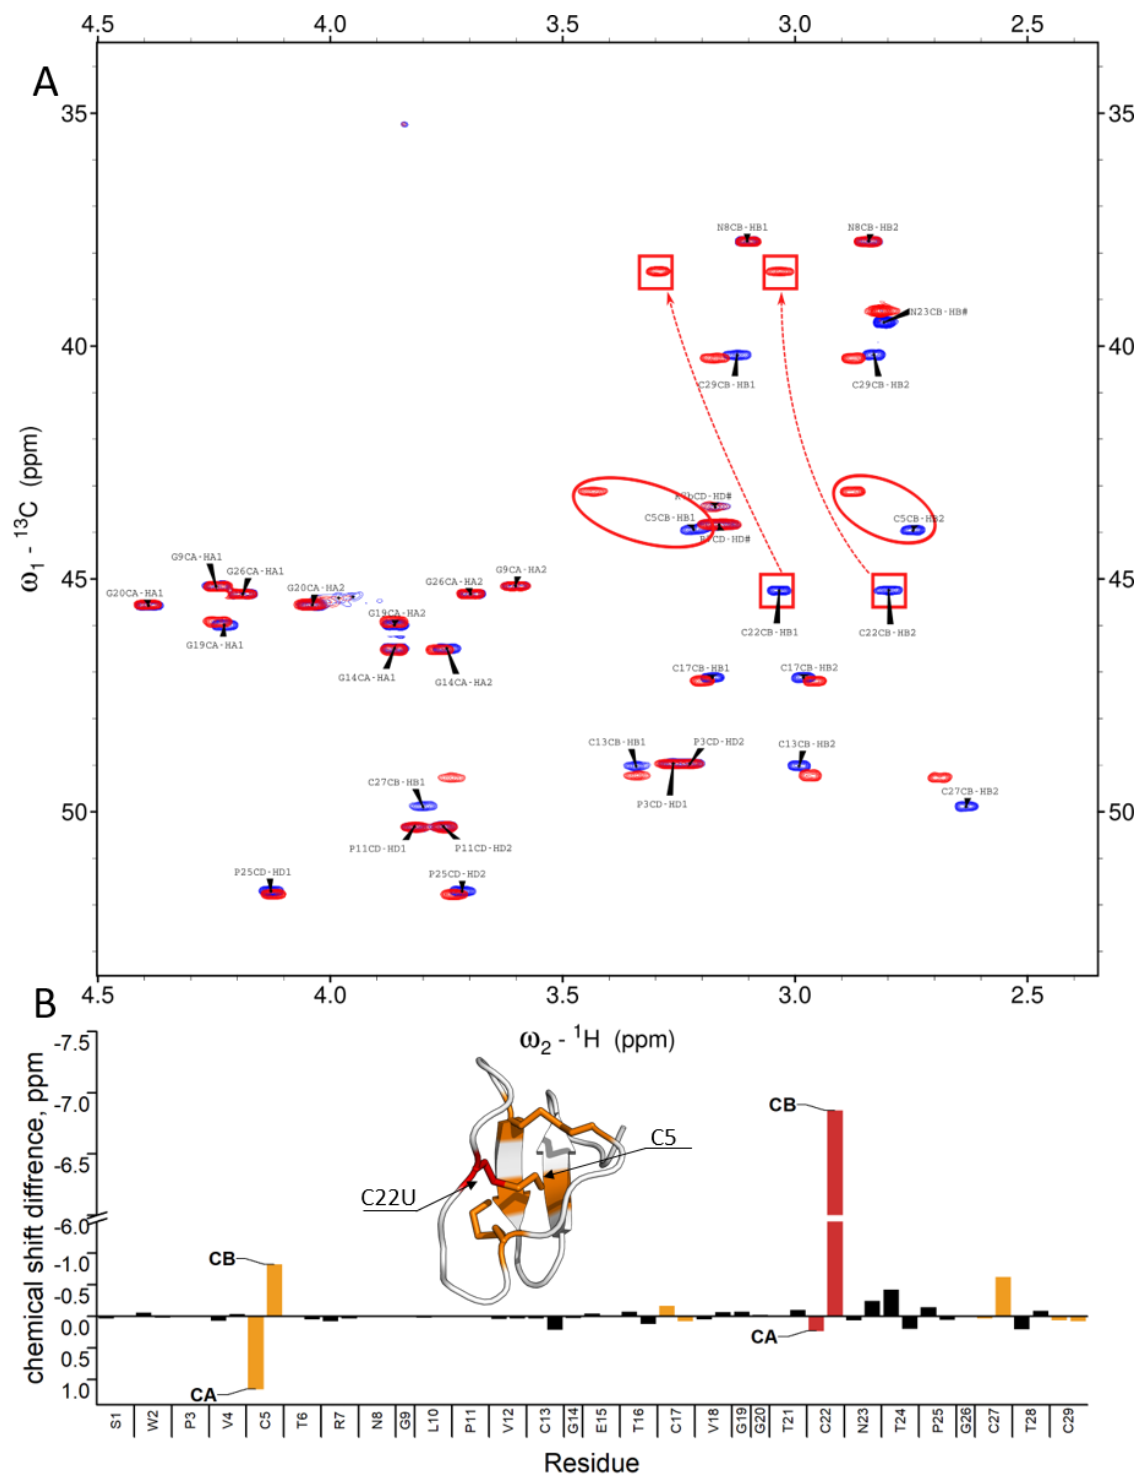 4.5 4.0 3.5 3.0 2.5
A
35 35
N8CB-HB1 N8CB-HB2
N23CB-HB#
40 40
C29CB-HB1 C29CB-HB2
ω1 - 13C (ppm)
C5CB-HB1 C5CB-HB2
G9CA-HA1
G26CA-HA1 G26CA-HA2 G9CA-HA2
45 45
G20CA-HA1 G20CA-HA2
G19CA-HA2
G19CA-HA1 C22CB-HB1 C22CB-HB2
G14CA-HA1 G14CA-HA2
C17CB-HB1 C17CB-HB2
C13CB-HB1 P3CD-HD2 C13CB-HB2
C27CB-HB1 C27CB-HB2
P3CD-HD1
50 50
P11CD-HD1 P11CD-HD2
P25CD-HD1 P25CD-HD2
4.5 4.0 3.5 3.0 2.5
B
ω2 - 1H (ppm)
chemical shift diffrence, ppm
-7.5
-7.0
-6.5
-6.0
-1.0
-0.5
0.0
0.5
1.0
C5
C22U
CB
CA
CB
CA
S1 W2 P3 V4 C5 T6 R7 N8 G9 L10 P11 V12 C13 G14 E15 T16 C17 V18 G19 G20 T21 C22 N23 T24 P25 G26 C27 T28 C29
Residue